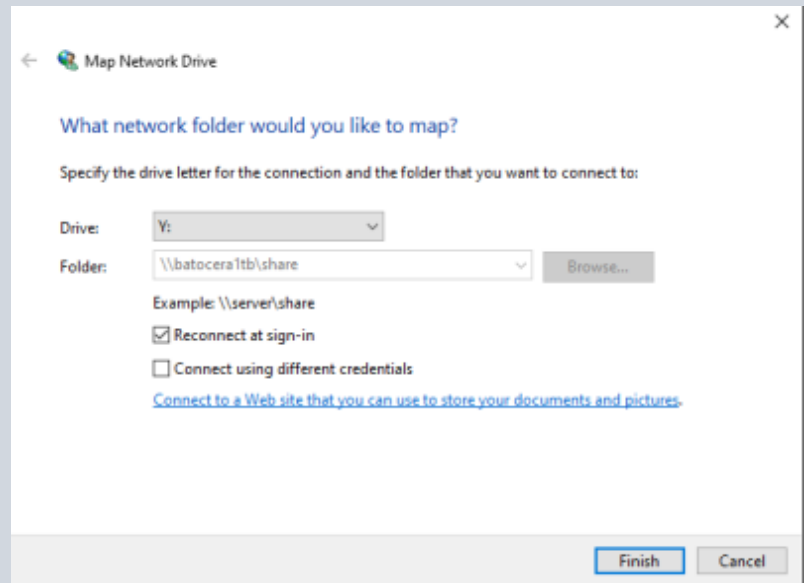 Map Network Drive
What network folder would you like to map?
Specify the drive letter for the connection and the folder that you want to connect to:
Drive: Y:
Folder: \\batocera1tb\share Browse...
Example: \\server\share
Reconnect at sign-in
Connect using different credentials
Connect to a Web site that you can use to store your documents and pictures.
Finish Cancel